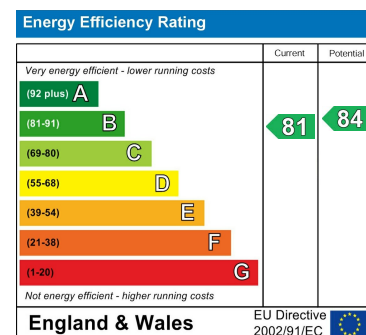 Energy Efficiency Rating
Current Potential
Very energy efficient - lower running costs
(92 plus) A
(81-91) B
81 84
(69-80) C
(55-68) D
(39-54) E
(21-38) F
(1-20) G
Not energy efficient - higher running costs
England & Wales
EU Directive
2002/91/EC